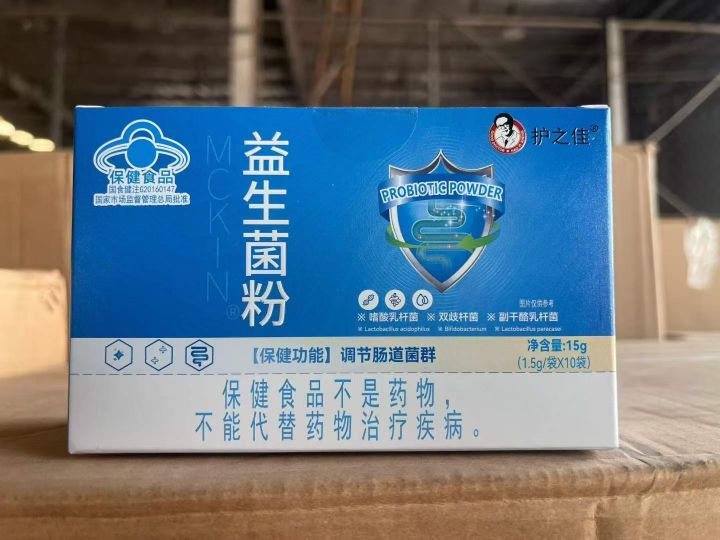 保健食品
国食健注G20160147
国家市场监督管理总局批准
MCKIN®
益生菌粉
护之佳®
PROBIOTIC POWDER
图片仅供参考
※ 嗜酸乳杆菌 ※ 双歧杆菌 ※ 副干酪乳杆菌
※ Lactobacillus acidophilus ※ Bifidobacterium ※ Lactobacillus paracasei
【保健功能】调节肠道菌群
净含量:15g
(1.5g/袋X10袋)
保健食品不是药物,
不能代替药物治疗疾病。